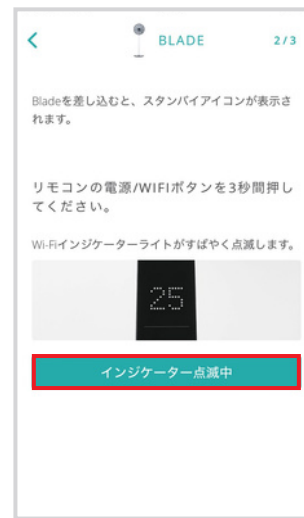 BLADE 2/3
Bladeを差し込むと、スタンバイアイコンが表示さ
れます。
リモコンの電源/WIFIボタンを3秒間押し
てください。
Wi-Fiインジケーターライトがすばやく点滅します。
25
インジケーター点滅中